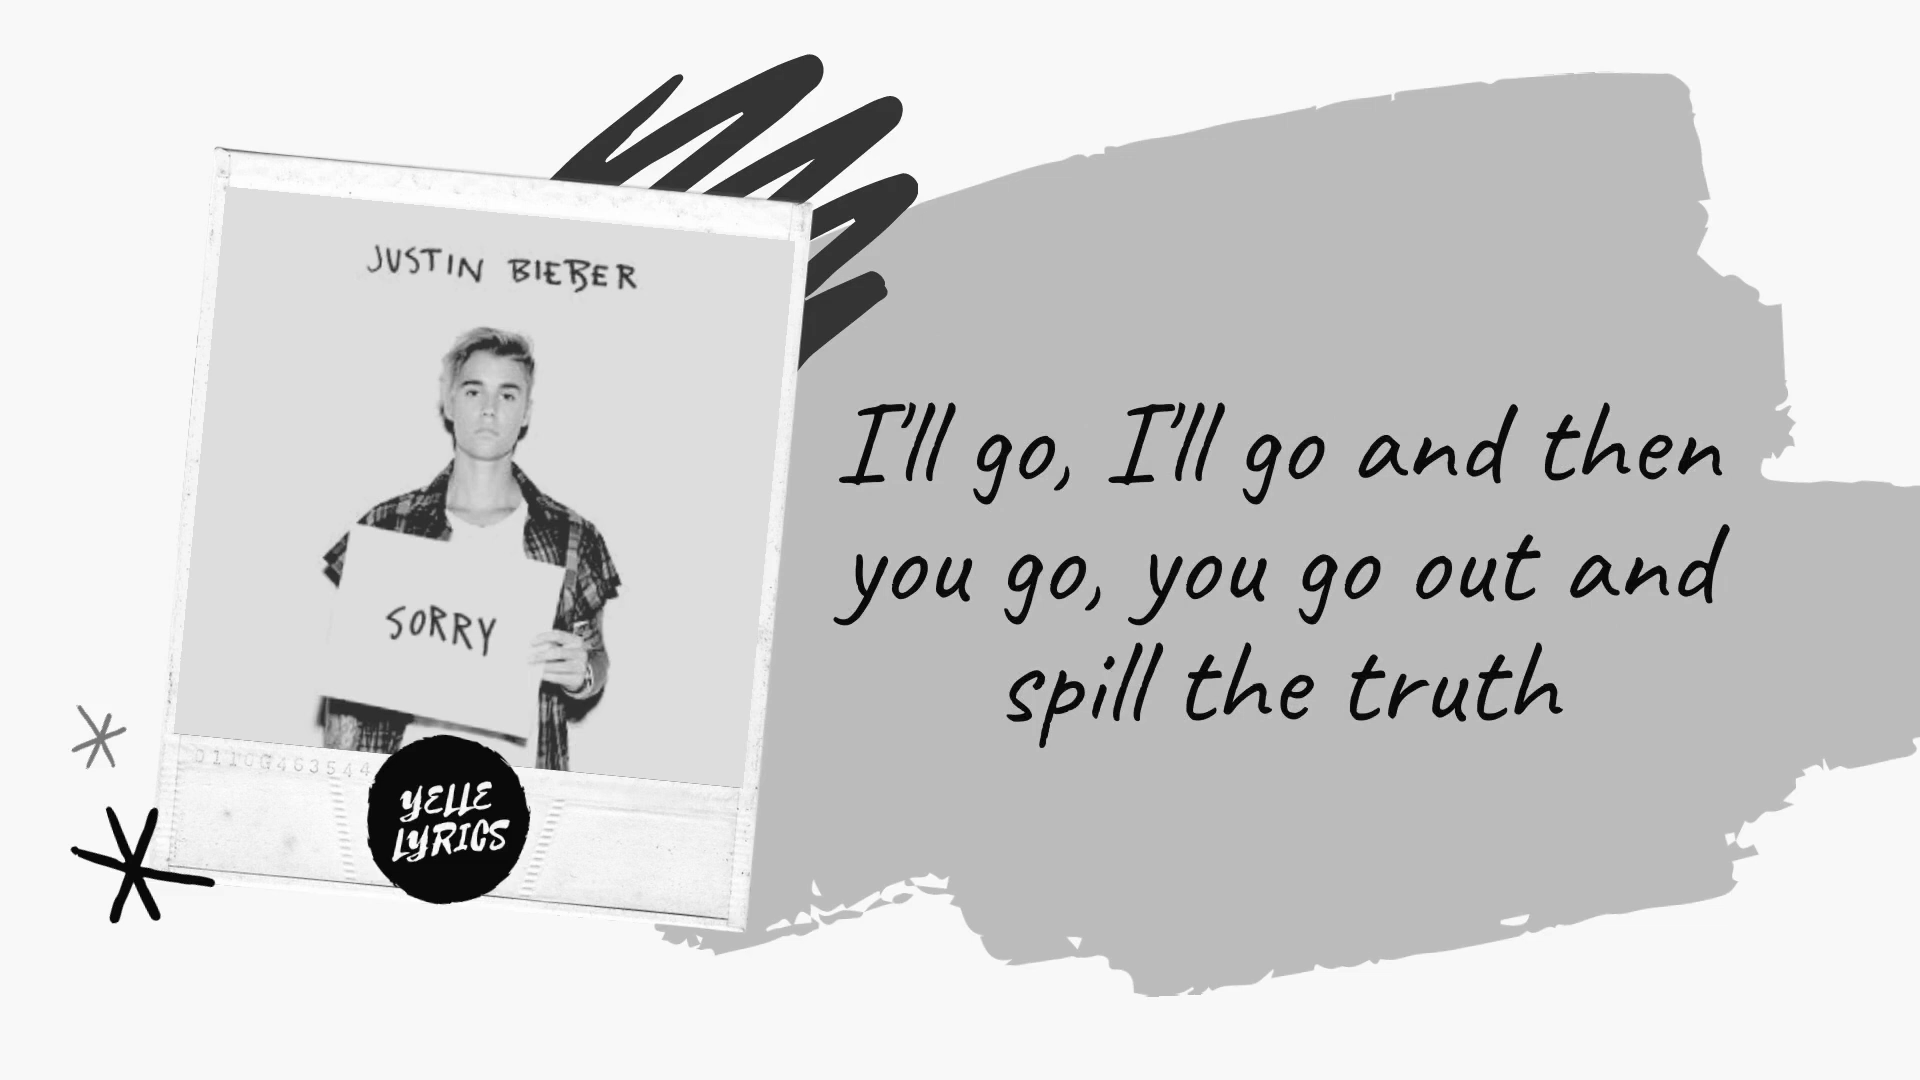 JUSTIN BIEBER
SORRY
D110G463544
YELLE
LYRICS
I'll go, I'll go and then
you go, you go out and
spill the truth